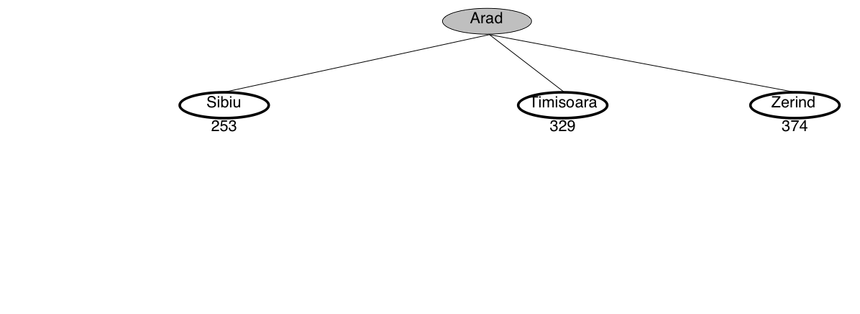 Arad
Sibiu
Timisoara
Zerind
253
329
374